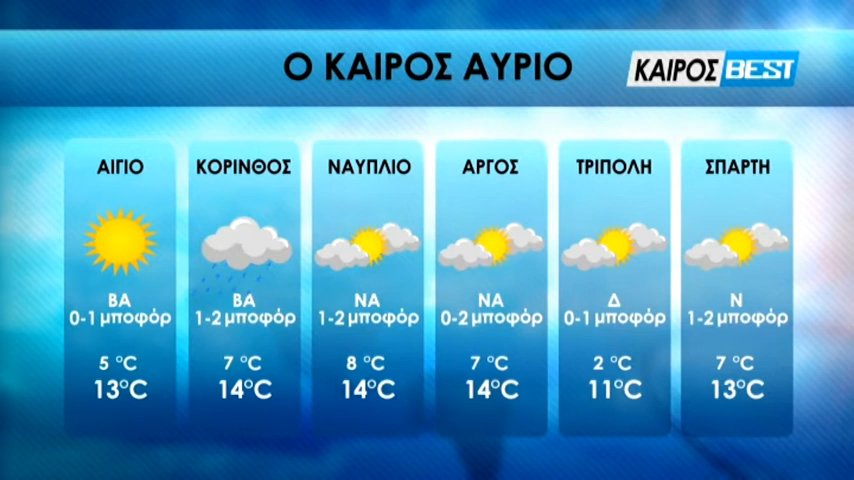 Ο ΚΑΙΡΟΣ ΑΥΡΙΟ
ΚΑΙΡΟΣ BEST
ΑΙΓΙΟ
ΒΑ
0-1 μποφόρ
5 °C
13°C
ΚΟΡΙΝΘΟΣ
ΒΑ
1-2 μποφόρ
7 °C
14°C
ΝΑΥΠΛΙΟ
ΝΑ
1-2 μποφόρ
8 °C
14°C
ΑΡΓΟΣ
ΝΑ
0-2 μποφόρ
7 °C
14°C
ΤΡΙΠΟΛΗ
Δ
0-1 μποφόρ
2 °C
11°C
ΣΠΑΡΤΗ
Ν
1-2 μποφόρ
7 °C
13°C